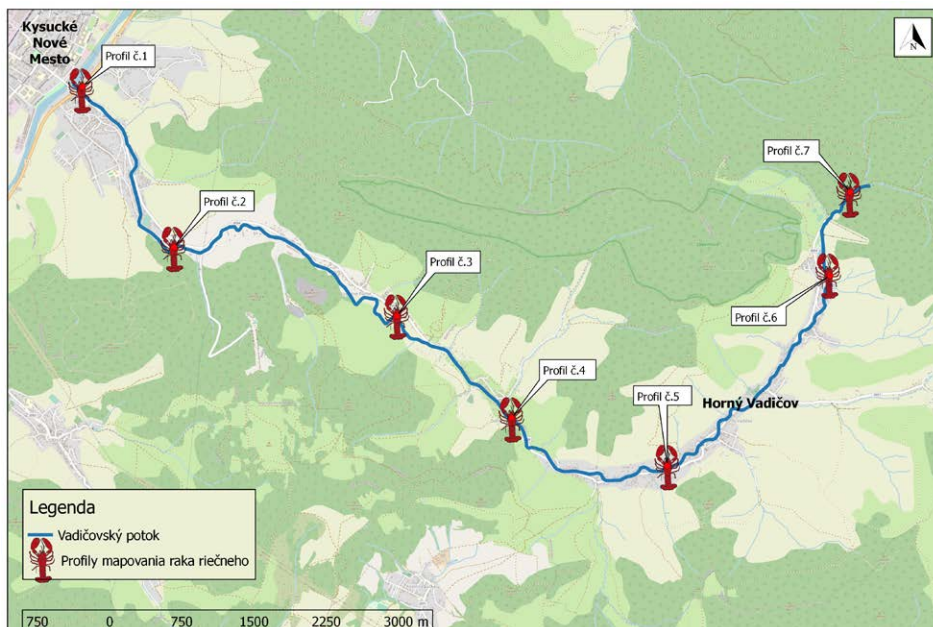 Kysucké
Nové
Mesto
Profil č.1
N
Profil č.7
Profil č.2
Profil č.3
Profil č.6
Profil č.4
Profil č.5
Horný Vadičov
Legenda
Vadičovský potok
Profily mapovania raka riečneho
750 0 750 1500 2250 3000 m